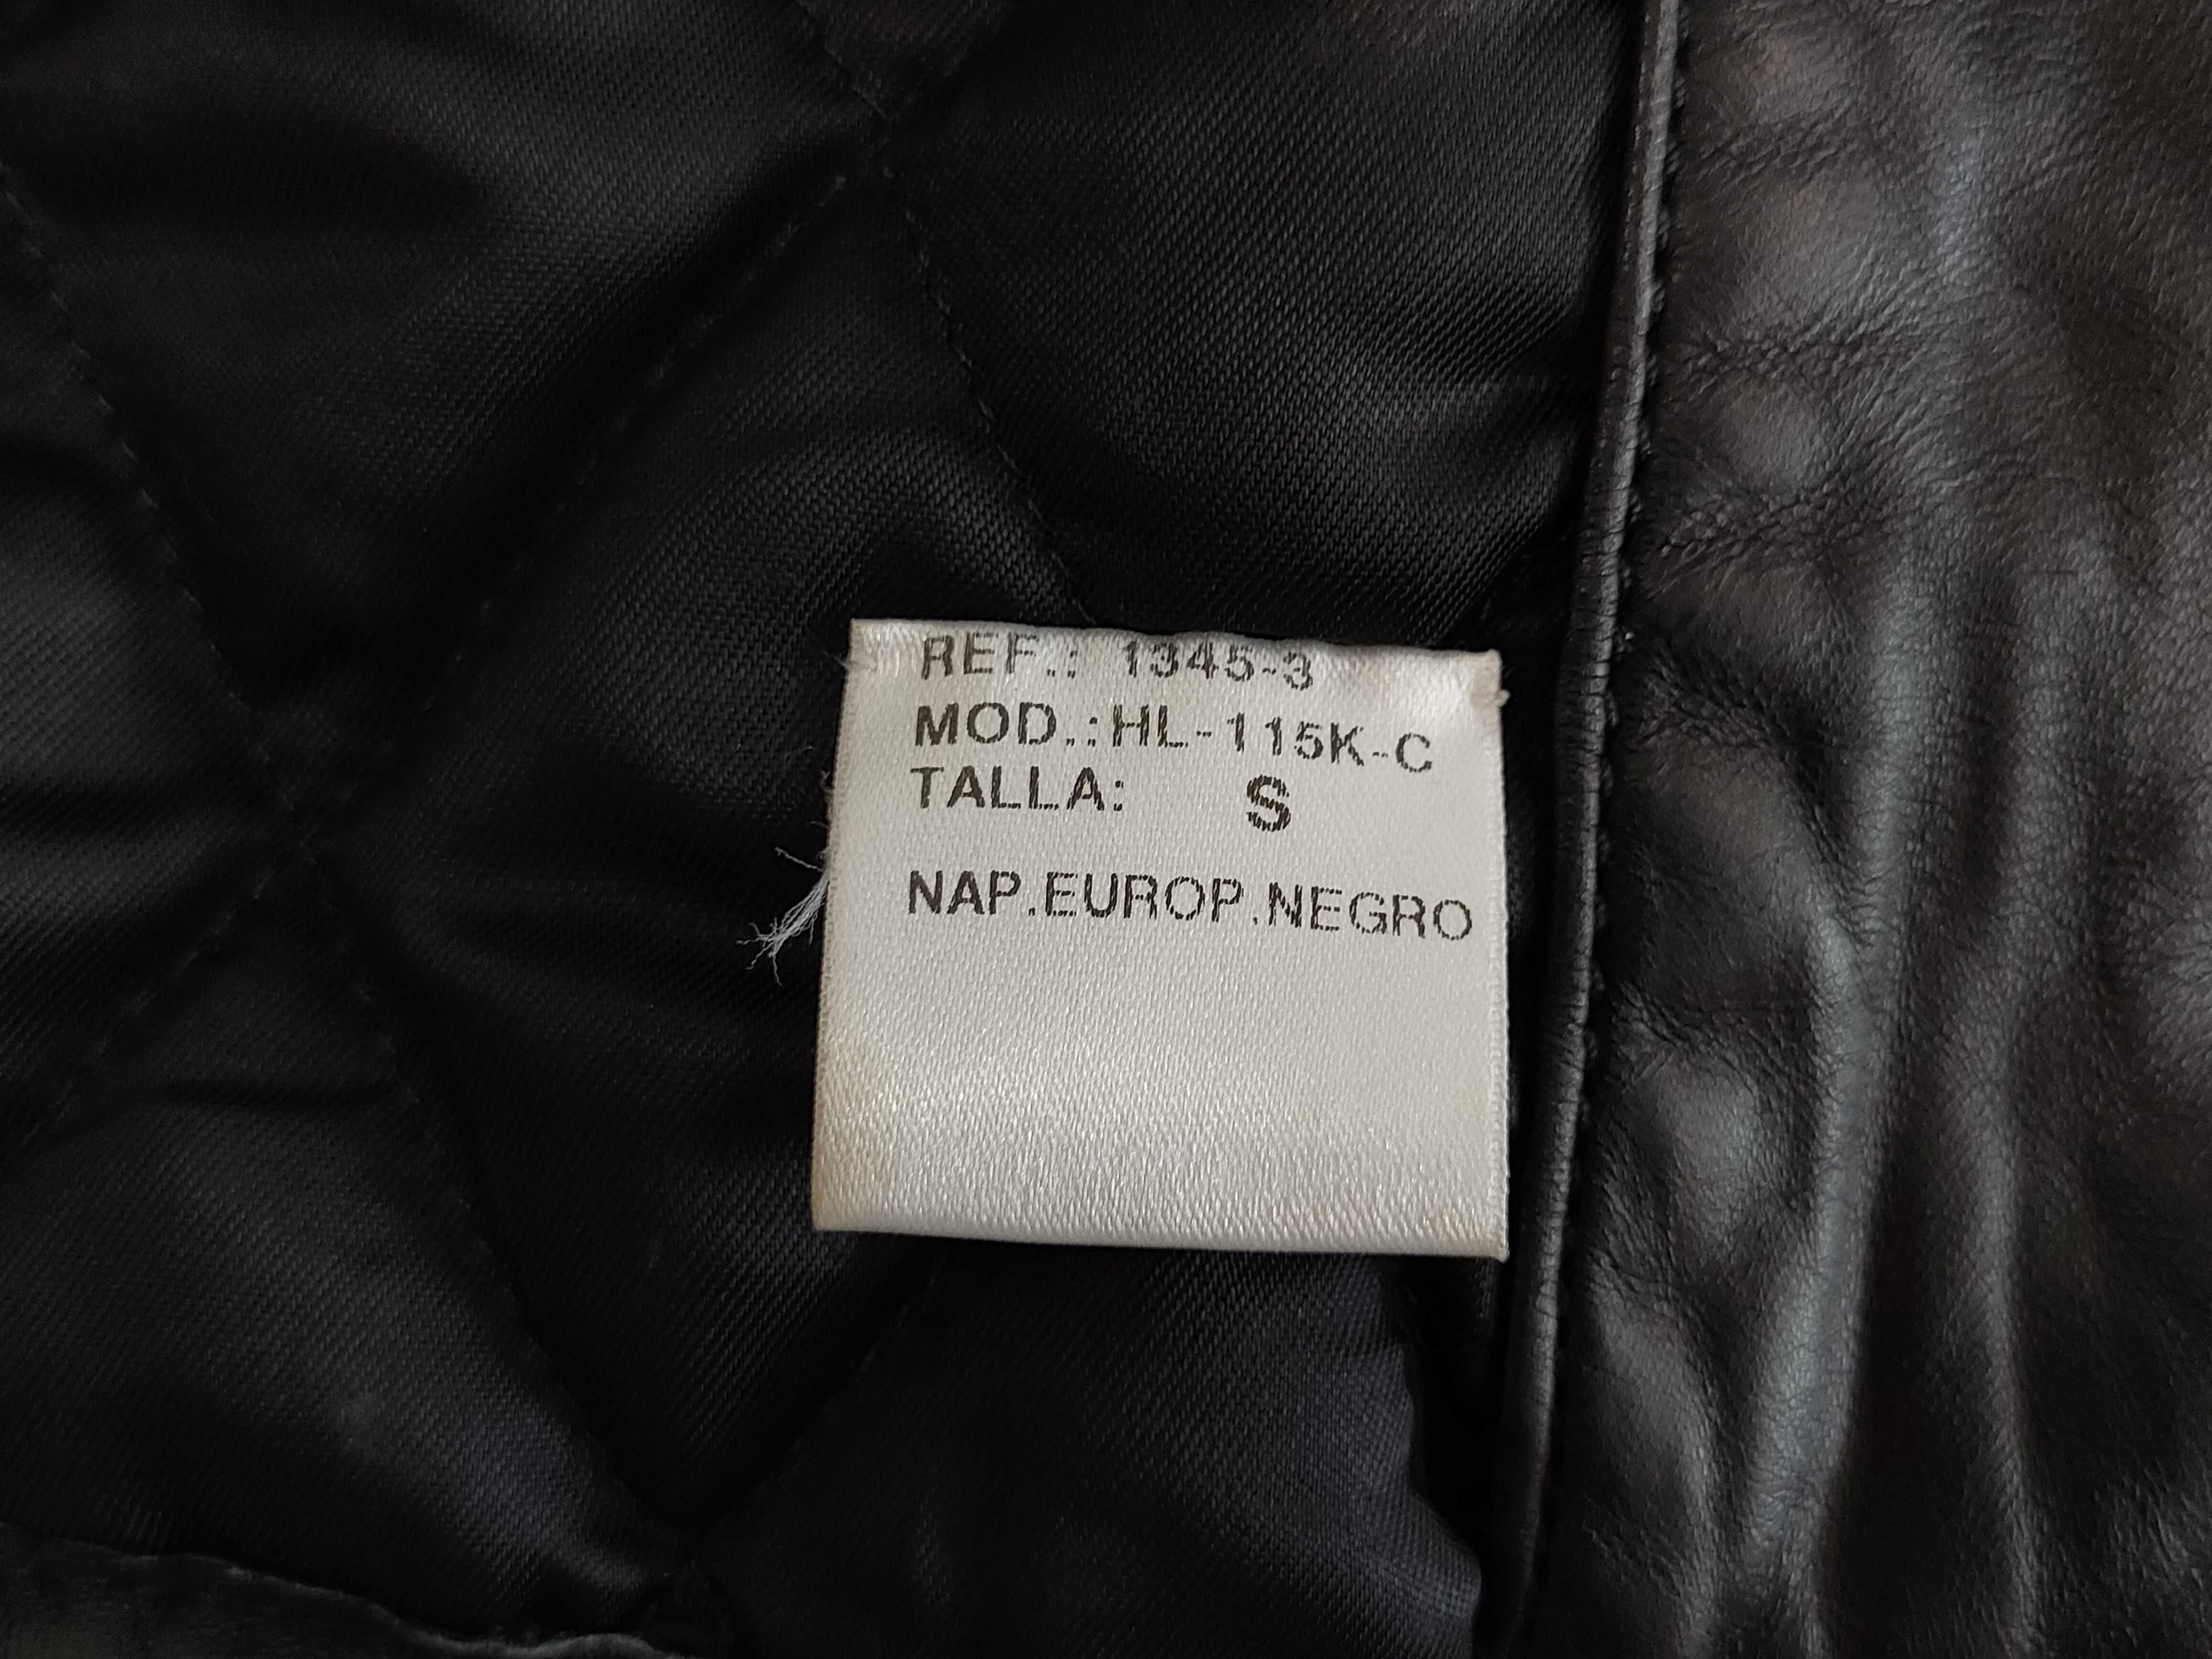 REF.: 1345-3
MOD.:HL-115K-C
TALLA: S
NAP.EUROP.NEGRO